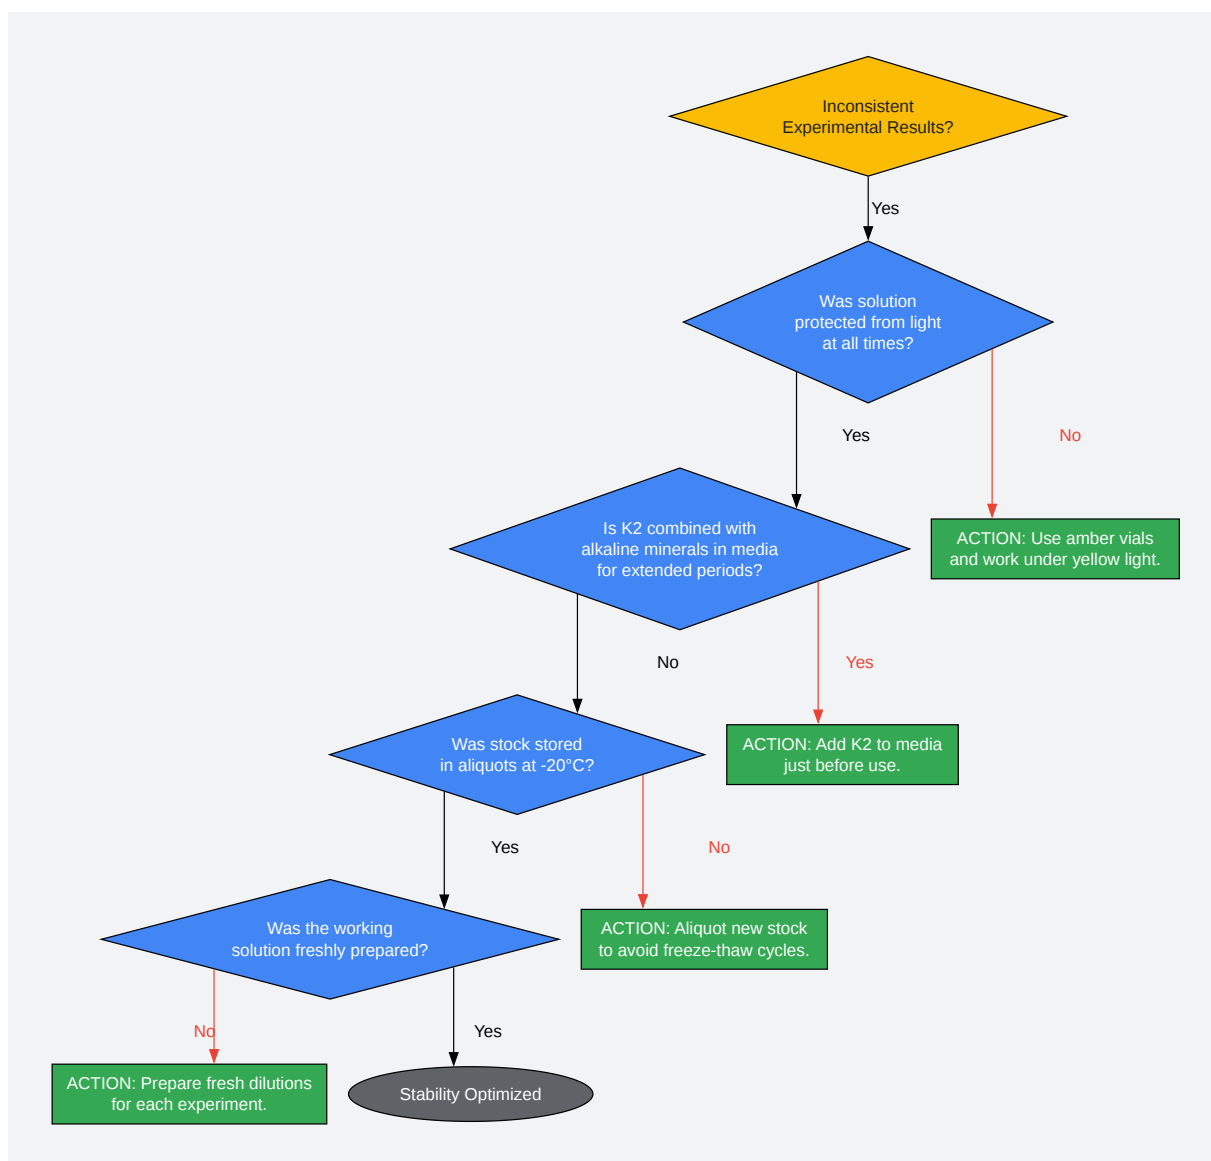 Inconsistent
Experimental Results?
Yes
Was solution
protected from light
at all times?
Yes
No
Is K2 combined with
alkaline minerals in media
for extended periods?
ACTION: Use amber vials
and work under yellow light.
No
Yes
Was stock stored
in aliquots at -20°C?
ACTION: Add K2 to media
just before use.
Yes
No
Was the working
solution freshly prepared?
ACTION: Aliquot new stock
to avoid freeze-thaw cycles.
No
Yes
ACTION: Prepare fresh dilutions
for each experiment.
Stability Optimized